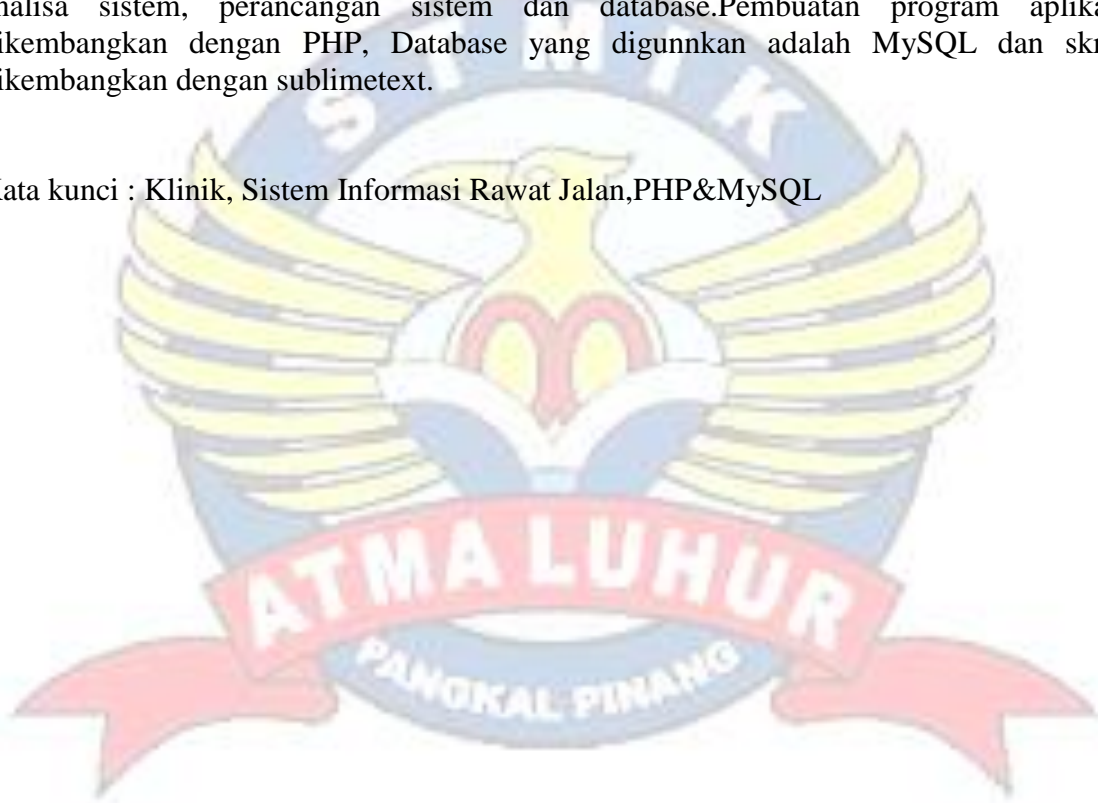 nalisa sistem, perancangan sistem dan database.Pembuatan program aplika
ikembangkan dengan PHP, Database yang digunnkan adalah MySQL dan skr
ikembangkan dengan sublimetext.
ata kunci : Klinik, Sistem Informasi Rawat Jalan,PHP&MySQL
STMIK
ATMA LUHUR
PANGKAL PINANG